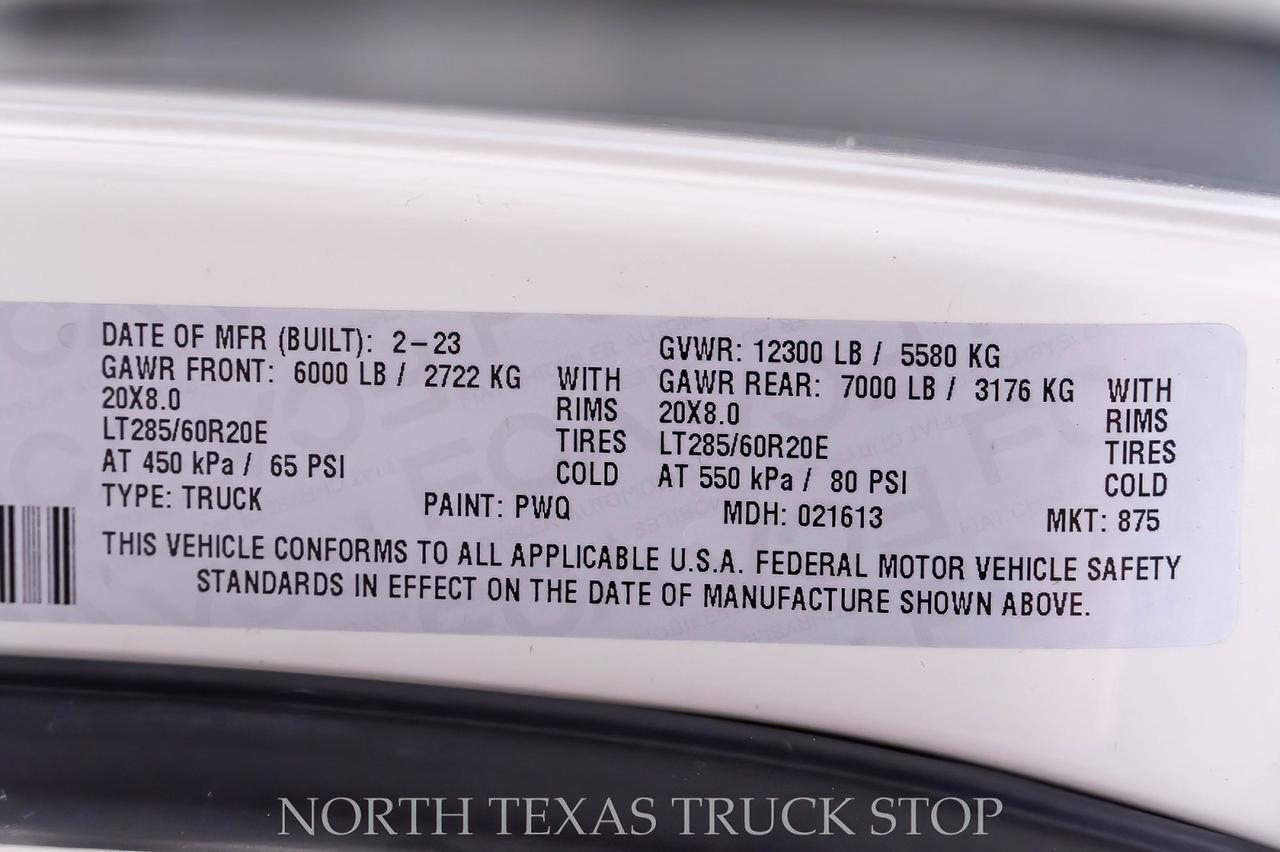 DATE OF MFR (BUILT): 2-23 GVWR: 12300 LB / 5580 KG
GAWR FRONT: 6000 LB / 2722 KG WITH GAWR REAR: 7000 LB / 3176 KG WITH
20X8.0 RIMS 20X8.0 RIMS
LT285/60R20E TIRES LT285/60R20E TIRES
AT 450 kPa / 65 PSI COLD AT 550 kPa / 80 PSI COLD
TYPE: TRUCK PAINT: PWQ MDH: 021613 MKT: 875
THIS VEHICLE CONFORMS TO ALL APPLICABLE U.S.A. FEDERAL MOTOR VEHICLE SAFETY
STANDARDS IN EFFECT ON THE DATE OF MANUFACTURE SHOWN ABOVE.
NORTH TEXAS TRUCK STOP